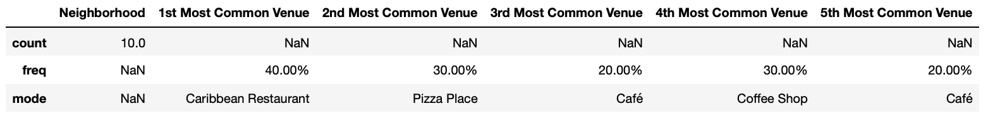 Neighborhood 1st Most Common Venue 2nd Most Common Venue 3rd Most Common Venue 4th Most Common Venue 5th Most Common Venue
count 10.0 NaN NaN NaN NaN NaN
freq NaN 40.00% 30.00% 20.00% 30.00% 20.00%
mode NaN Caribbean Restaurant Pizza Place Café Coffee Shop Café